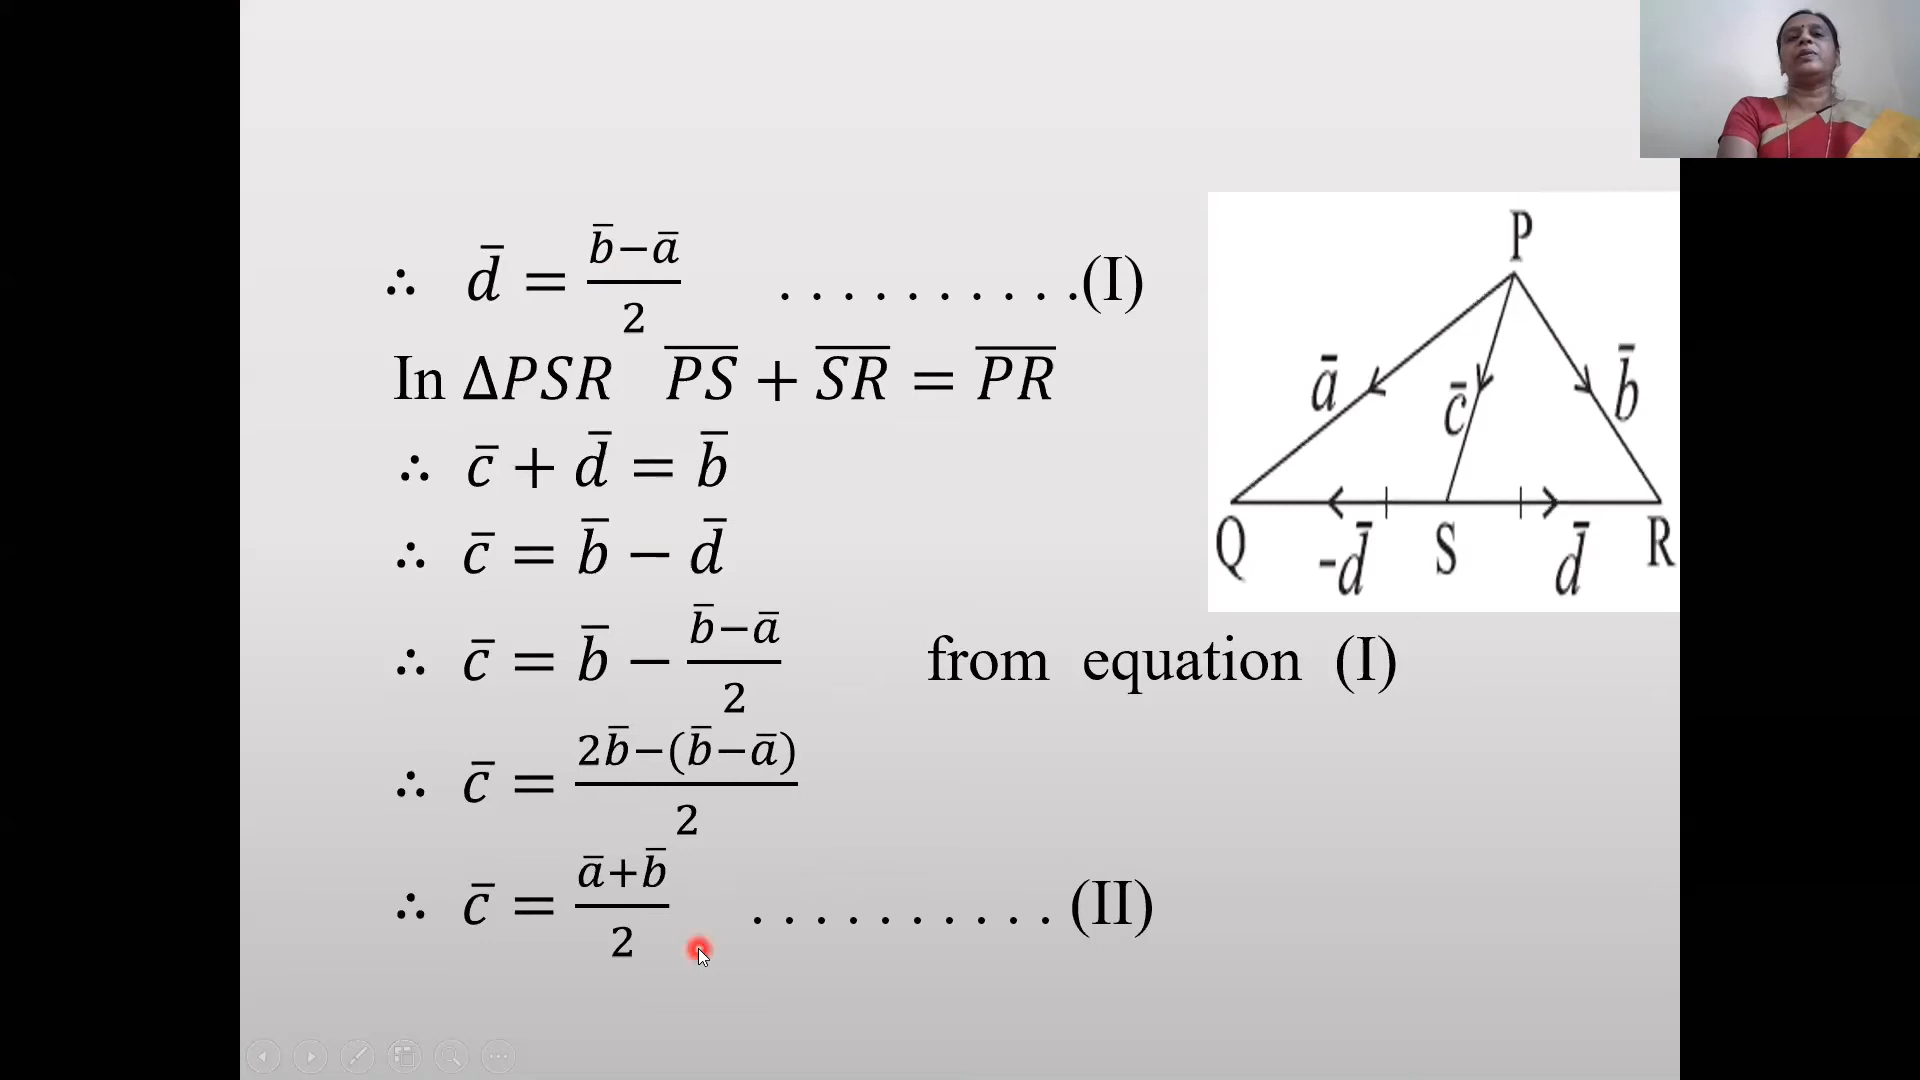 ∴ d̄ = (b̄−ā)/2 . . . . . . . . . .(I)
In ΔPSR P̅S̅ + S̅R̅ = P̅R̅
∴ c̄ + d̄ = b̄
∴ c̄ = b̄ − d̄
∴ c̄ = b̄ − (b̄−ā)/2 from equation (I)
∴ c̄ = (2b̄−(b̄−ā))/2
∴ c̄ = (ā+b̄)/2 . . . . . . . . . . (II)
P
ā c̄ b̄
Q -d̄ S d̄ R